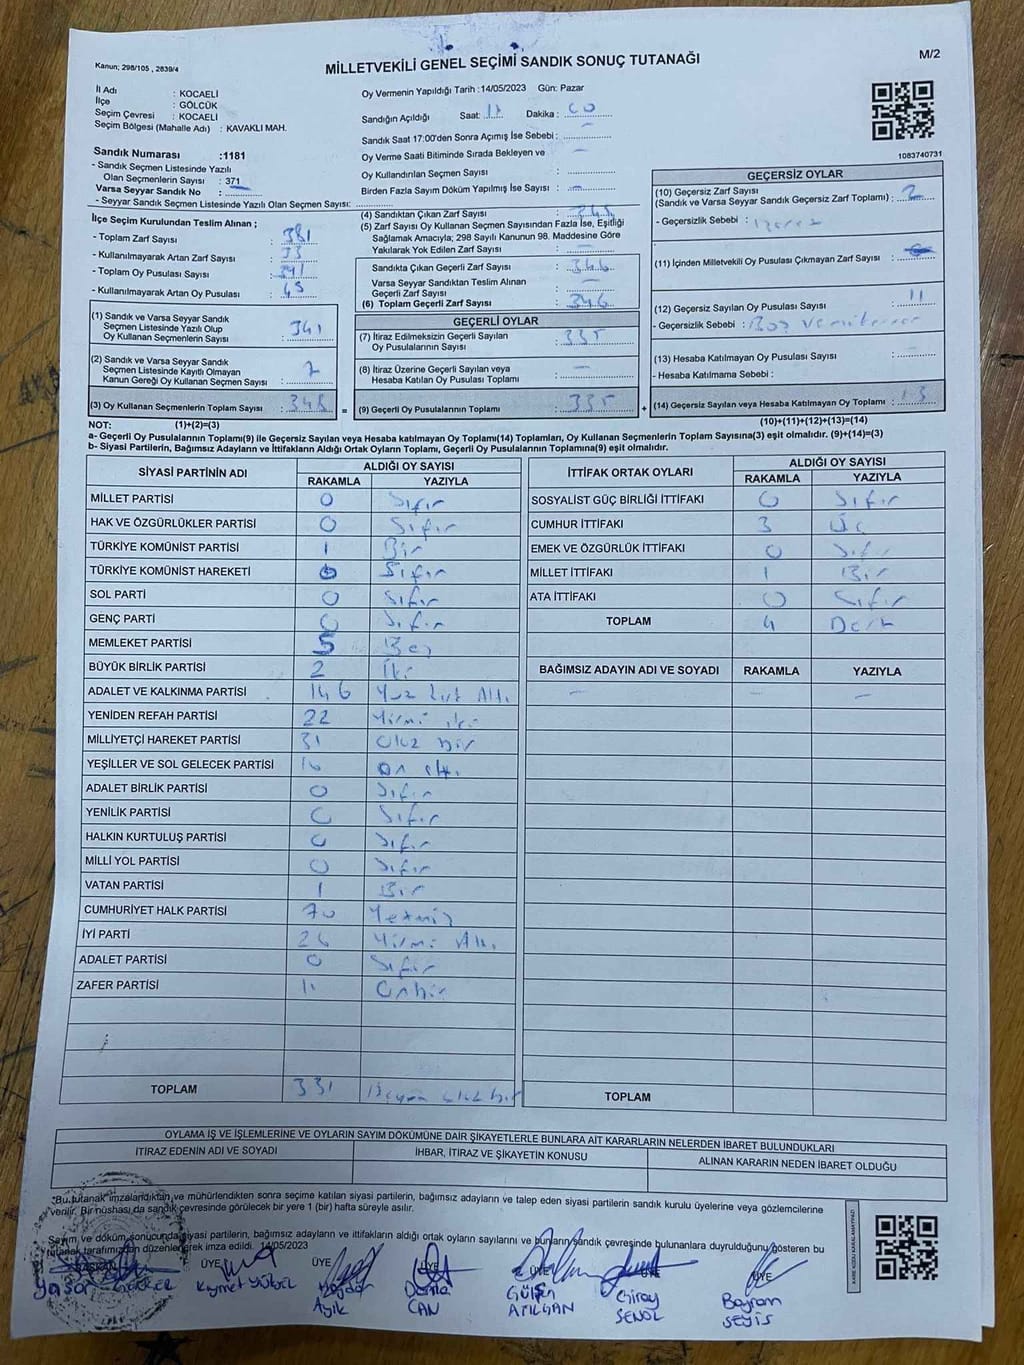 Kanun; 298/105 , 2839/4
MİLLETVEKİLİ GENEL SEÇİMİ SANDIK SONUÇ TUTANAĞI
M/2
İl Adı : KOCAELİ
İlçe : GÖLCÜK
Seçim Çevresi : KOCAELİ
Seçim Bölgesi (Mahalle Adı) : KAVAKLI MAH.
Sandık Numarası :1181
- Sandık Seçmen Listesinde Yazılı
Olan Seçmenlerin Sayısı : 371
Varsa Seyyar Sandık No :
- Seyyar Sandık Seçmen Listesinde Yazılı Olan Seçmen Sayısı:
Oy Vermenin Yapıldığı Tarih :14/05/2023 Gün: Pazar
Sandığın Açıldığı Saat: Dakika :
Sandık Saat 17:00'den Sonra Açımış İse Sebebi :
Oy Verme Saati Bitiminde Sırada Bekleyen ve
Oy Kullandırılan Seçmen Sayısı :
Birden Fazla Sayım Döküm Yapılmış İse Sayısı : –
1083740731
İlçe Seçim Kurulundan Teslim Alınan ;
- Toplam Zarf Sayısı : 381
- Kullanılmayarak Artan Zarf Sayısı : 33
- Toplam Oy Pusulası Sayısı : 391
- Kullanılmayarak Artan Oy Pusulası : 45
(1) Sandık ve Varsa Seyyar Sandık
Seçmen Listesinde Yazılı Olup
Oy Kullanan Seçmenlerin Sayısı : 341
(2) Sandık ve Varsa Seyyar Sandık
Seçmen Listesinde Kayıtlı Olmayan
Kanun Gereği Oy Kullanan Seçmen Sayısı : 7
(3) Oy Kullanan Seçmenlerin Toplam Sayısı : 348 =
(4) Sandıktan Çıkan Zarf Sayısı : 348
(5) Zarf Sayısı Oy Kullanan Seçmen Sayısından Fazla İse, Eşitliği
Sağlamak Amacıyla; 298 Sayılı Kanunun 98. Maddesine Göre
Yakılarak Yok Edilen Zarf Sayısı : –
Sandıkta Çıkan Geçerli Zarf Sayısı : 346
Varsa Seyyar Sandıktan Teslim Alınan
Geçerli Zarf Sayısı : –
(6) Toplam Geçerli Zarf Sayısı : 346
GEÇERLİ OYLAR
(7) İtiraz Edilmeksizin Geçerli Sayılan
Oy Pusulalarının Sayısı : 335
(8) İtiraz Üzerine Geçerli Sayılan veya
Hesaba Katılan Oy Pusulası Toplamı : –
(9) Geçerli Oy Pusulalarının Toplamı : 335 +
GEÇERSİZ OYLAR
(10) Geçersiz Zarf Sayısı
(Sandık ve Varsa Seyyar Sandık Geçersiz Zarf Toplamı) : 2
- Geçersizlik Sebebi :
(11) İçinden Milletvekili Oy Pusulası Çıkmayan Zarf Sayısı :
(12) Geçersiz Sayılan Oy Pusulası Sayısı : 11
- Geçersizlik Sebebi : Boş ve
(13) Hesaba Katılmayan Oy Pusulası Sayısı :
- Hesaba Katılmama Sebebi :
(14) Geçersiz Sayılan veya Hesaba Katılmayan Oy Toplamı : 13
NOT: (1)+(2)=(3)
(10)+(11)+(12)+(13)=(14)
a- Geçerli Oy Pusulalarının Toplamı(9) ile Geçersiz Sayılan veya Hesaba katılmayan Oy Toplamı(14) Toplamları, Oy Kullanan Seçmenlerin Toplam Sayısına(3) eşit olmalıdır. (9)+(14)=(3)
b- Siyasi Partilerin, Bağımsız Adayların ve İttifakların Aldığı Ortak Oyların Toplamı, Geçerli Oy Pusulasının Toplamına(9) eşit olmalıdır.
SİYASİ PARTİNİN ADI ALDIĞI OY SAYISI
RAKAMLA YAZIYLA
MİLLET PARTİSİ 0 Sıfır
HAK VE ÖZGÜRLÜKLER PARTİSİ 0 Sıfır
TÜRKİYE KOMÜNİST PARTİSİ 1 Bir
TÜRKİYE KOMÜNİST HAREKETİ 0 Sıfır
SOL PARTİ 0 Sıfır
GENÇ PARTİ 0 Sıfır
MEMLEKET PARTİSİ 5 Beş
BÜYÜK BİRLİK PARTİSİ 2 İki
ADALET VE KALKINMA PARTİSİ 146 Yüz kırk Altı
YENİDEN REFAH PARTİSİ 22 Yirmi iki
MİLLİYETÇİ HAREKET PARTİSİ 31 Otuz bir
YEŞİLLER VE SOL GELECEK PARTİSİ 16 On altı
ADALET BİRLİK PARTİSİ 0 Sıfır
YENİLİK PARTİSİ 0 Sıfır
HALKIN KURTULUŞ PARTİSİ 0 Sıfır
MİLLİ YOL PARTİSİ 0 Sıfır
VATAN PARTİSİ 1 Bir
CUMHURİYET HALK PARTİSİ 70 Yetmiş
İYİ PARTİ 26 Yirmi Altı
ADALET PARTİSİ 0 Sıfır
ZAFER PARTİSİ 11 Onbir
TOPLAM 331 üçyüz otuz bir
İTTİFAK ORTAK OYLARI ALDIĞI OY SAYISI
RAKAMLA YAZIYLA
SOSYALİST GÜÇ BİRLİĞİ İTTİFAKI 0 Sıfır
CUMHUR İTTİFAKI 3 Üç
EMEK VE ÖZGÜRLÜK İTTİFAKI 0 Sıfır
MİLLET İTTİFAKI 1 Bir
ATA İTTİFAKI 0 Sıfır
TOPLAM 4 Dört
BAĞIMSIZ ADAYIN ADI VE SOYADI RAKAMLA YAZIYLA
– – –
TOPLAM
OYLAMA İŞ VE İŞLEMLERİNE VE OYLARIN SAYIM DÖKÜMÜNE DAİR ŞİKAYETLERLE BUNLARA AİT KARARLARIN NELERDEN İBARET BULUNDUKLARI
İTİRAZ EDENİN ADI VE SOYADI İHBAR, İTİRAZ VE ŞİKAYETİN KONUSU ALINAN KARARIN NEDEN İBARET OLDUĞU
"Bu tutanak imzalandıktan ve mühürlendikten sonra seçime katılan siyasi partilerin, bağımsız adayların ve talep eden siyasi partilerin sandık kurulu üyelerine veya gözlemcilerine
verilir. Bir nüshası da sandık çevresinde görülecek bir yere 1 (bir) hafta süreyle asılır.
Sayım ve döküm sonucunda siyasi partilerin, bağımsız adayların ve ittifakların aldığı ortak oyların sayılarını ve bunların sandık çevresinde bulunanlara duyrulduğunu gösteren bu
tutanak tarafımızdan düzenlenerek imza edildi. 14/05/2023
BAŞKAN ÜYE ÜYE ÜYE ÜYE ÜYE ÜYE
Yaşar Kıymet Yüksel Ayık CAN Gülşen ATILGAN Giray ŞENOL Bayram SEYİS